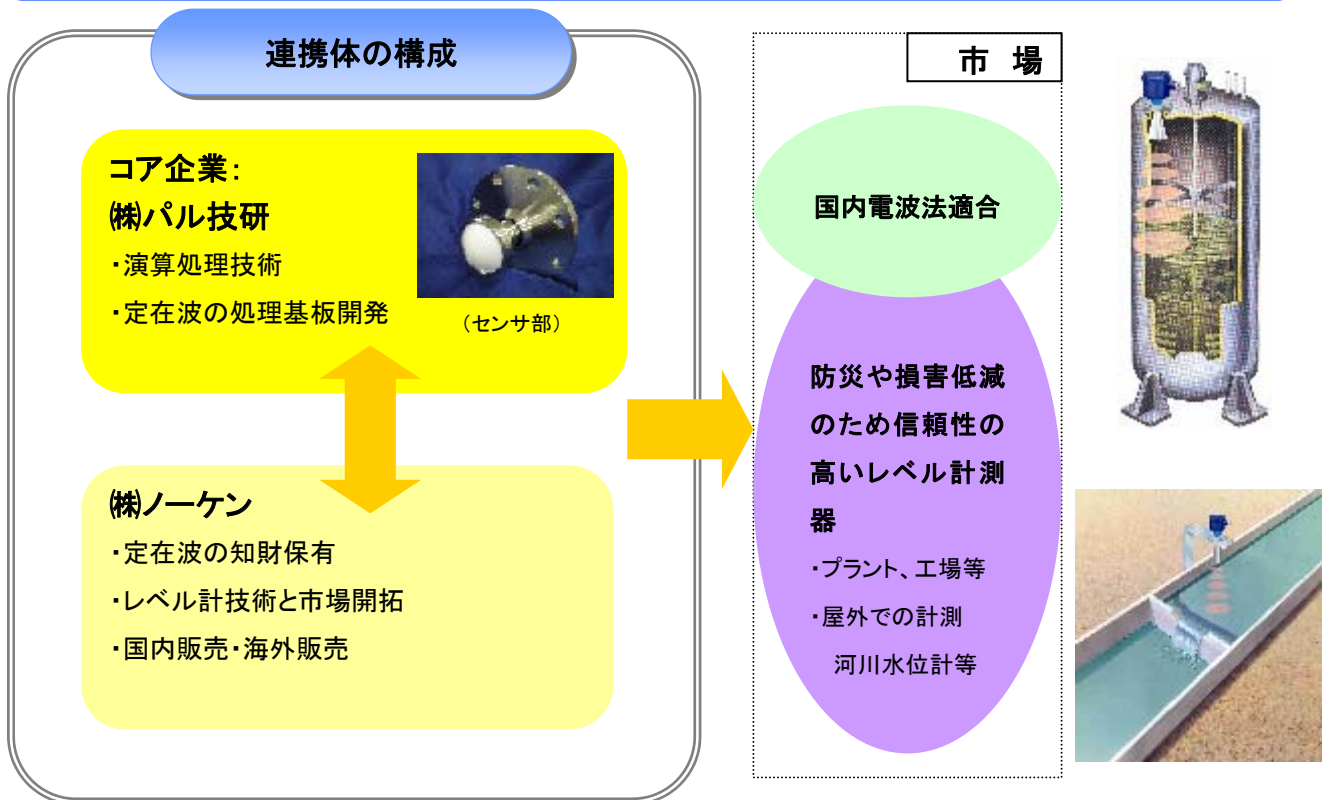 連携体の構成
コア企業：
㈱パル技研
・演算処理技術
・定在波の処理基板開発
（センサ部）
㈱ノーケン
・定在波の知財保有
・レベル計技術と市場開拓
・国内販売・海外販売
市 場
国内電波法適合
防災や損害低減
のため信頼性の
高いレベル計測
器
・プラント、工場等
・屋外での計測
河川水位計等